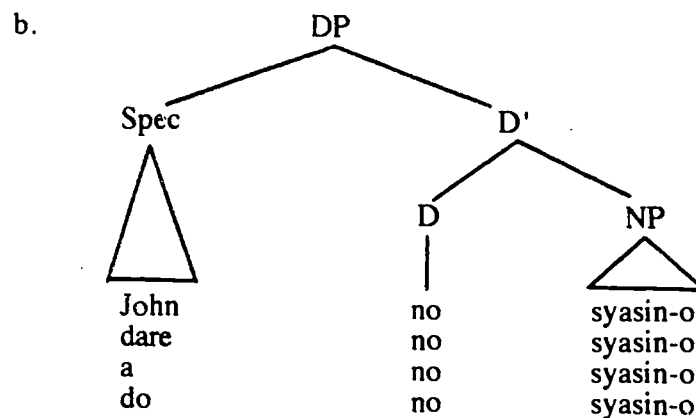 b.
DP
Spec D'
D NP
John no syasin-o
dare no syasin-o
a no syasin-o
do no syasin-o